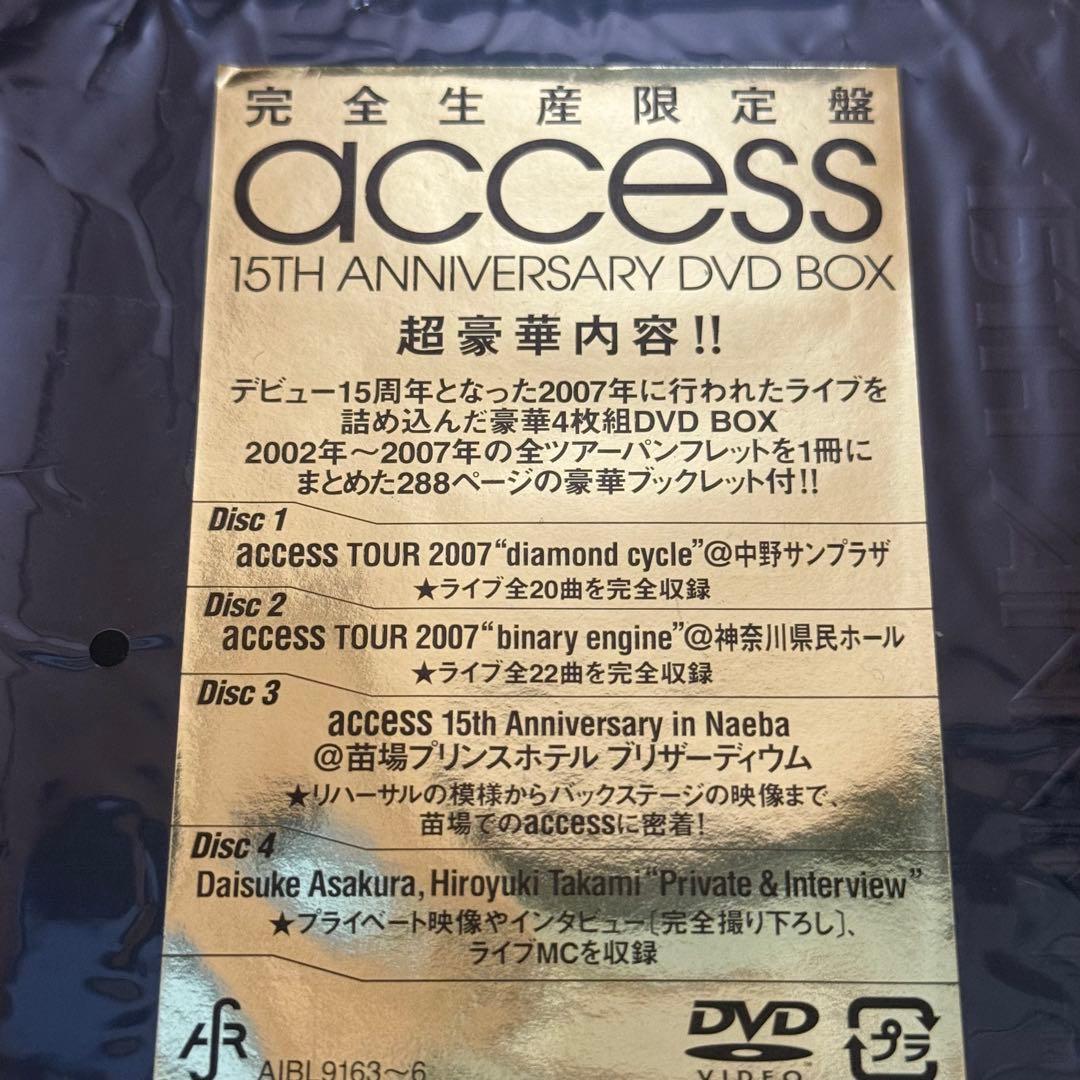 完全生産限定盤
access
15TH ANNIVERSARY DVD BOX
超豪華内容!!
デビュー15周年となった2007年に行われたライブを
詰め込んだ豪華4枚組DVD BOX
2002年～2007年の全ツアーパンフレットを1冊に
まとめた288ページの豪華ブックレット付!!
Disc 1
access TOUR 2007“diamond cycle”@中野サンプラザ
★ライブ全20曲を完全収録
Disc 2
access TOUR 2007“binary engine”@神奈川県民ホール
★ライブ全22曲を完全収録
Disc 3
access 15th Anniversary in Naeba
@苗場プリンスホテル ブリザーディウム
★リハーサルの模様からバックステージの映像まで、
苗場でのaccessに密着!
Disc 4
Daisuke Asakura, Hiroyuki Takami“Private & Interview”
★プライベート映像やインタビュー〔完全撮り下ろし〕、
ライブMCを収録
AIBL9163～6
DVD
VIDEO
プラ